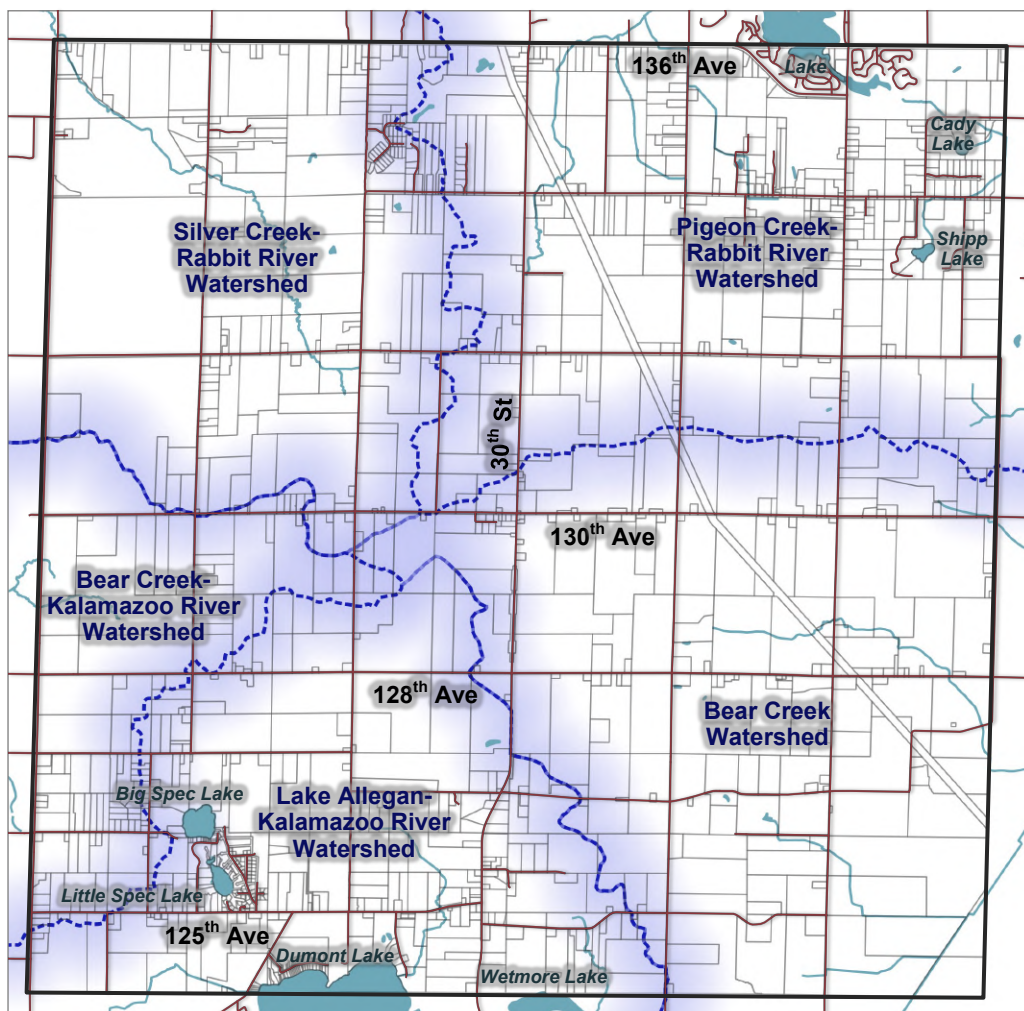 136th Ave
Lake
Cady
Lake
Silver Creek-
Rabbit River
Watershed
Pigeon Creek-
Rabbit River
Watershed
Shipp
Lake
30th St
130th Ave
Bear Creek-
Kalamazoo River
Watershed
128th Ave
Bear Creek
Watershed
Big Spec Lake
Lake Allegan-
Kalamazoo River
Watershed
Little Spec Lake
125th Ave
Dumont Lake
Wetmore Lake